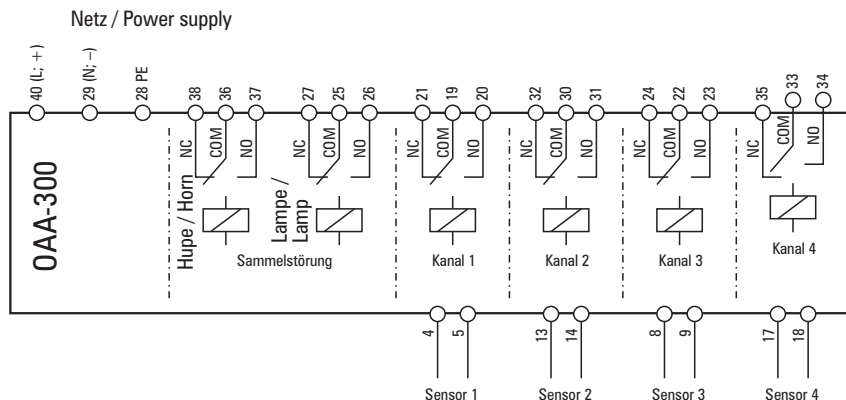 Netz / Power supply
40 (L; +)
29 (N; –)
28 PE
38
36
37
27
25
26
21
19
20
32
30
31
24
22
23
35
33
34
NC
COM
NO
NC
COM
NO
NC
COM
NO
NC
COM
NO
NC
COM
NO
NC
COM
NO
OAA-300
Hupe / Horn
Lampe /
Lamp
Sammelstörung
Kanal 1
Kanal 2
Kanal 3
Kanal 4
4
5
13
14
8
9
17
18
Sensor 1
Sensor 2
Sensor 3
Sensor 4